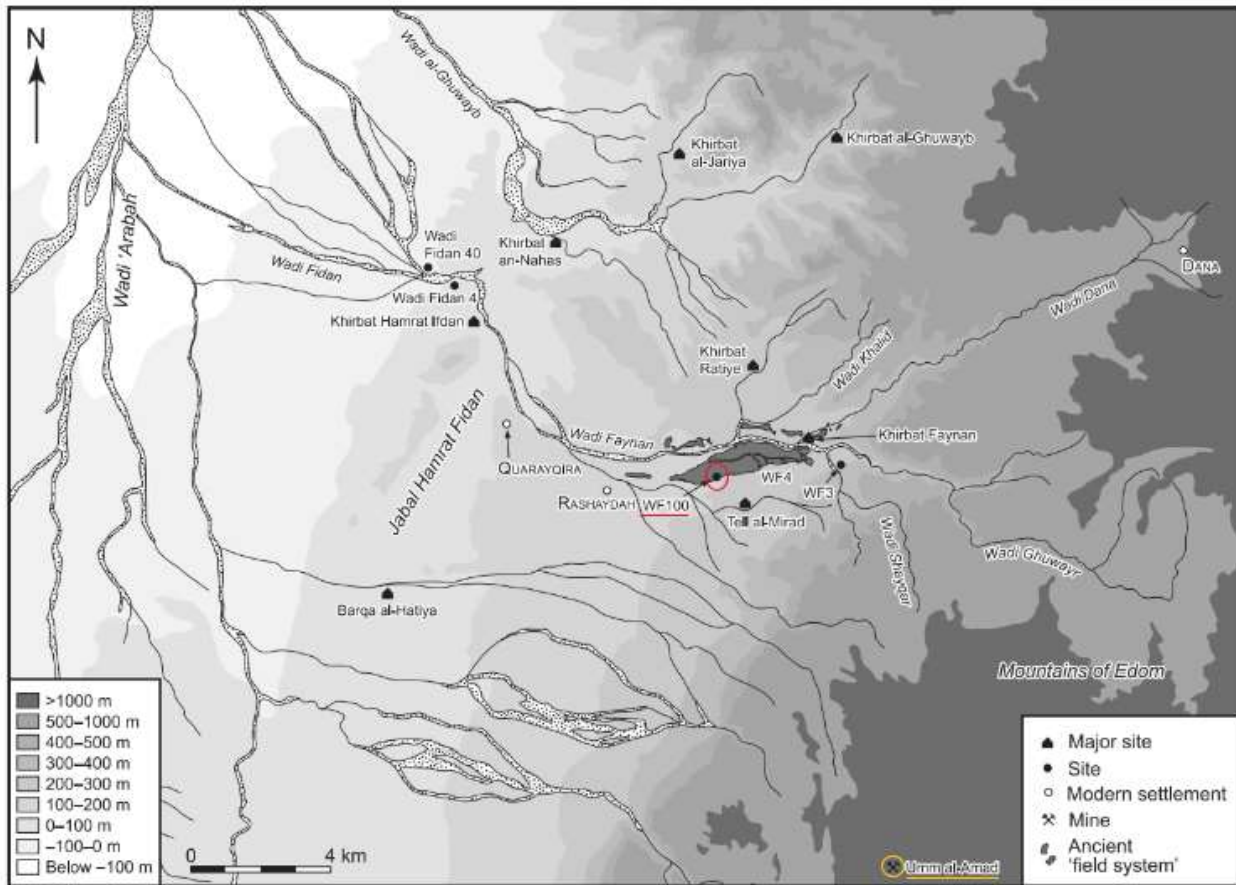 N
Wadi al-Ghuwayb
Khirbat
al-Jariya
Khirbat al-Ghuwayb
Wadi 'Arabah
Wadi
Fidan 40
Khirbat
an-Nahas
DANA
Wadi Fidan
Wadi Fidan 4
Wadi Dana
Khirbat Hamrat Ifdan
Khirbat
Ratiye
Wadi Khalid
Jabal Hamrat Fidan
Wadi Faynan
Khirbat Faynan
QUARAYQIRA
WF4
WF3
RASHAYDAH
WF100
Tell al-Mirad
Wadi Shayqar
Wadi Ghuwayr
Barqa al-Hatiya
Mountains of Edom
>1000 m
500–1000 m
400–500 m
300–400 m
200–300 m
100–200 m
0–100 m
–100–0 m
Below –100 m
0 4 km
Major site
Site
Modern settlement
Mine
Ancient
'field system'
Umm al-Amad